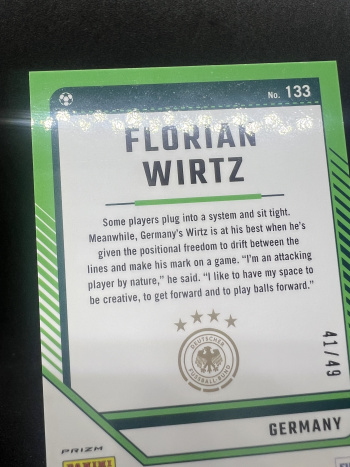 No. 133
FLORIAN
WIRTZ
Some players plug into a system and sit tight.
Meanwhile, Germany's Wirtz is at his best when he's
given the positional freedom to drift between the
lines and make his mark on a game. "I'm an attacking
player by nature," he said. "I like to have my space to
be creative, to get forward and to play balls forward."
DEUTSCHER
FUSSBALL-BUND
41/49
GERMANY
PRIZM
PANINI